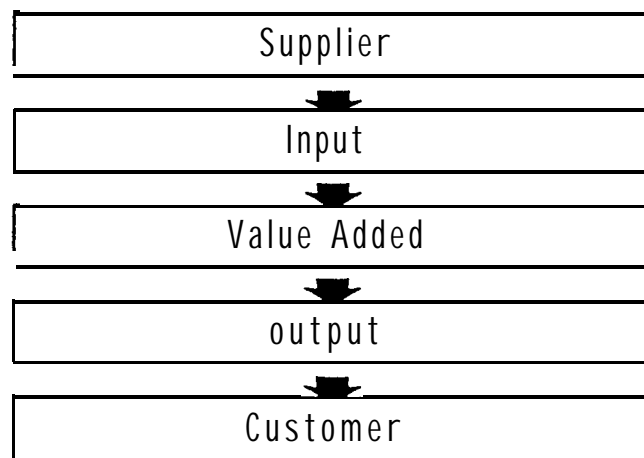 Supplier
Input
Value Added
output
Customer